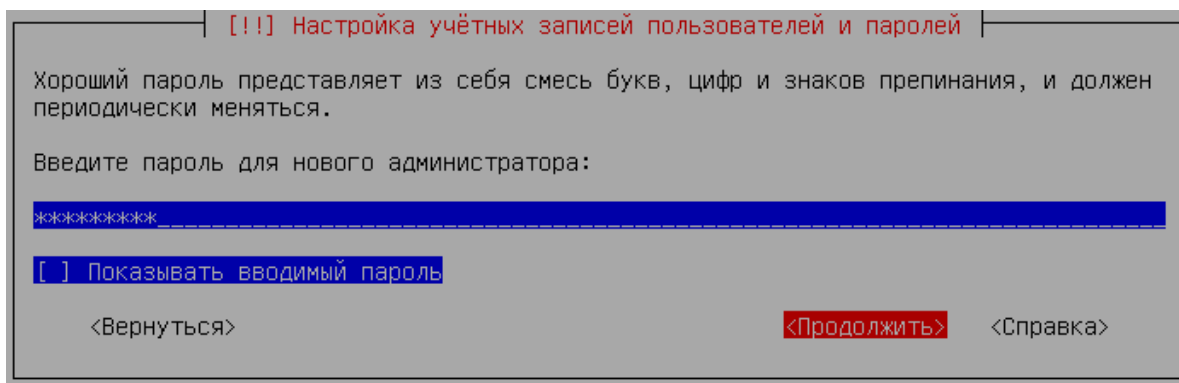 [!!] Настройка учётных записей пользователей и паролей
Хороший пароль представляет из себя смесь букв, цифр и знаков препинания, и должен
периодически меняться.
Введите пароль для нового администратора:
*********
[ ] Показывать вводимый пароль
<Вернуться> <Продолжить> <Справка>